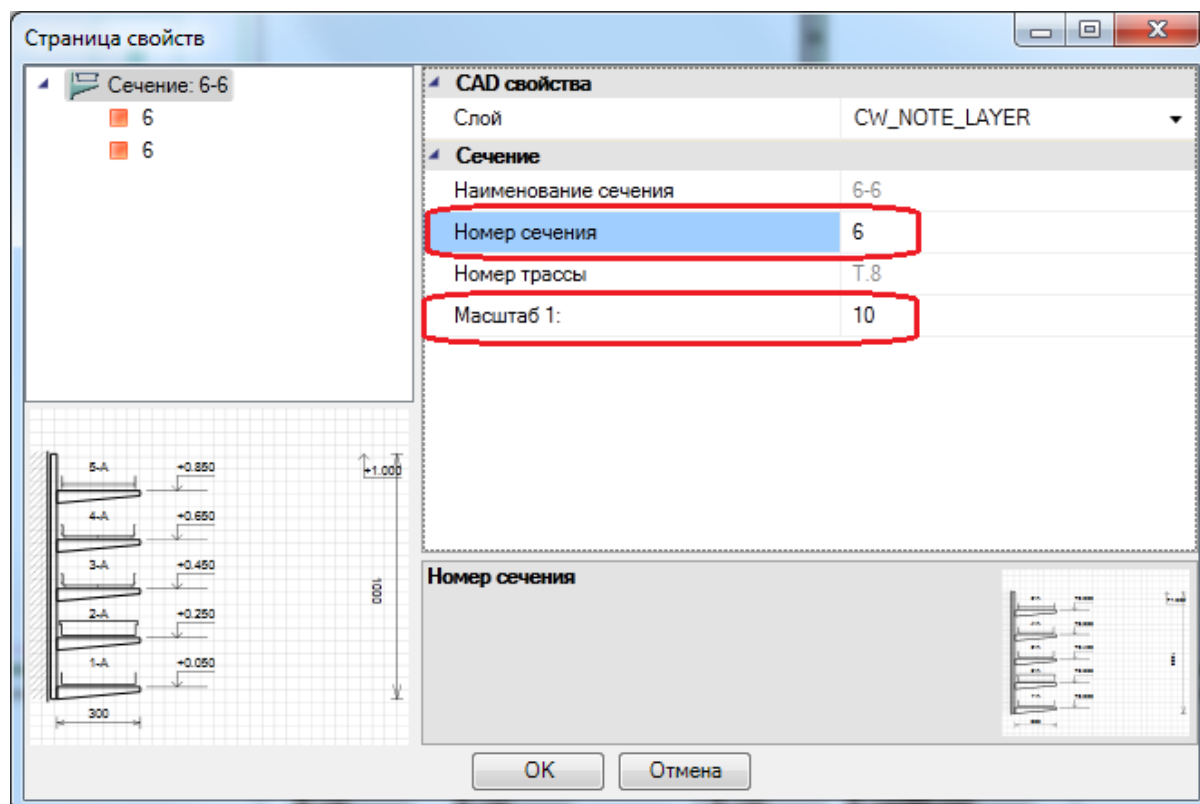 Страница свойств
Сечение: 6-6
6
6
CAD свойства
Слой CW_NOTE_LAYER
Сечение
Наименование сечения 6-6
Номер сечения 6
Номер трассы Т.8
Масштаб 1: 10
5-A +0.850 +1.000
4-A +0.650
3-A +0.450
1000
2-A +0.250
1-A +0.050
300
Номер сечения
OK Отмена